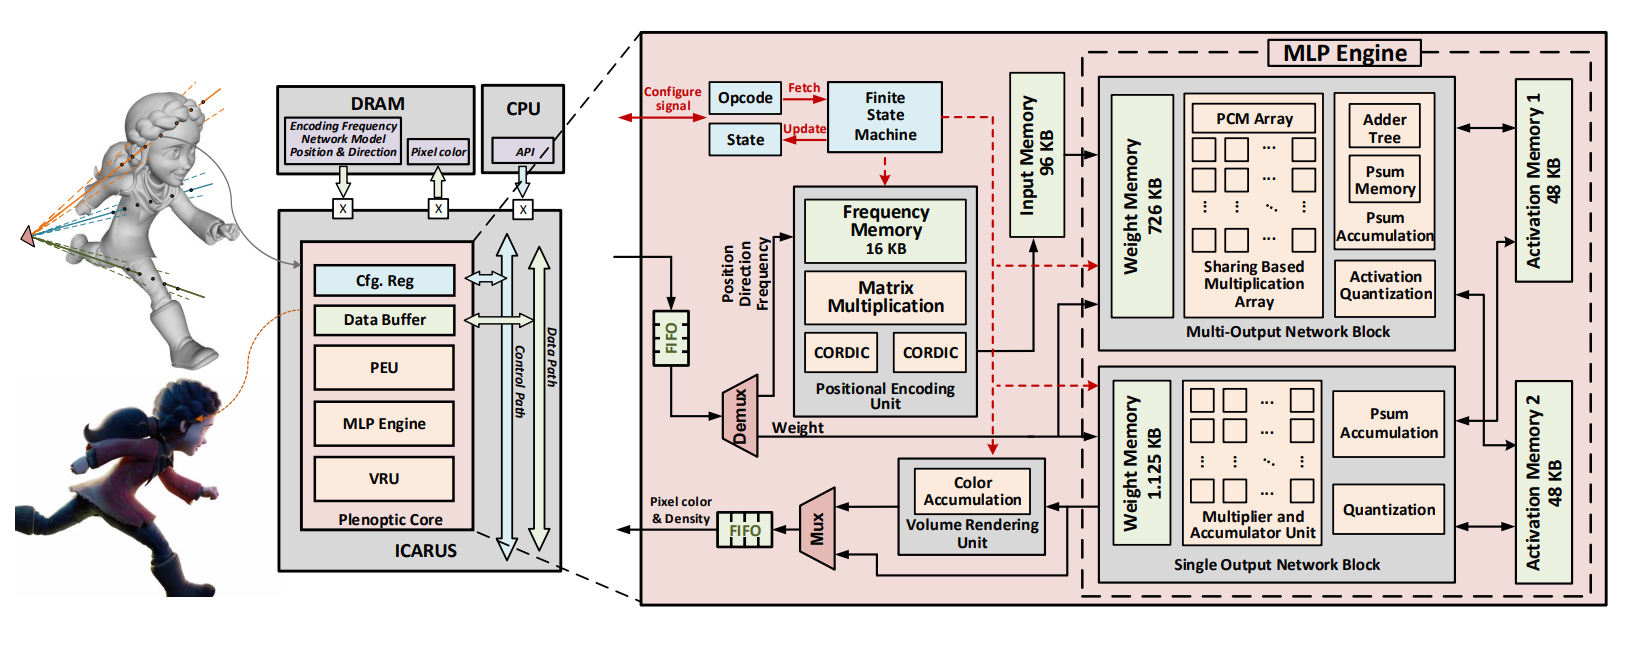 DRAM
Encoding Frequency
Network Model
Position & Direction
Pixel color
CPU
API
X
X
X
Cfg. Reg
Data Buffer
PEU
MLP Engine
VRU
Plenoptic Core
ICARUS
Control Path
Data Path
Configure
signal
Opcode
State
Fetch
Update
Finite
State
Machine
Position
Direction
Frequency
FIFO
Demux
Weight
Frequency
Memory
16 KB
Matrix
Multiplication
CORDIC
CORDIC
Positional Encoding
Unit
Input Memory
96 KB
Color
Accumulation
Volume Rendering
Unit
Mux
FIFO
Pixel color
& Density
MLP Engine
Weight Memory
726 KB
PCM Array
...
...
...
Sharing Based
Multiplication
Array
Adder
Tree
Psum
Memory
Psum
Accumulation
Activation
Quantization
Multi-Output Network Block
Weight Memory
1.125 KB
...
...
...
Multiplier and
Accumulator Unit
Psum
Accumulation
Quantization
Single Output Network Block
Activation Memory 1
48 KB
Activation Memory 2
48 KB